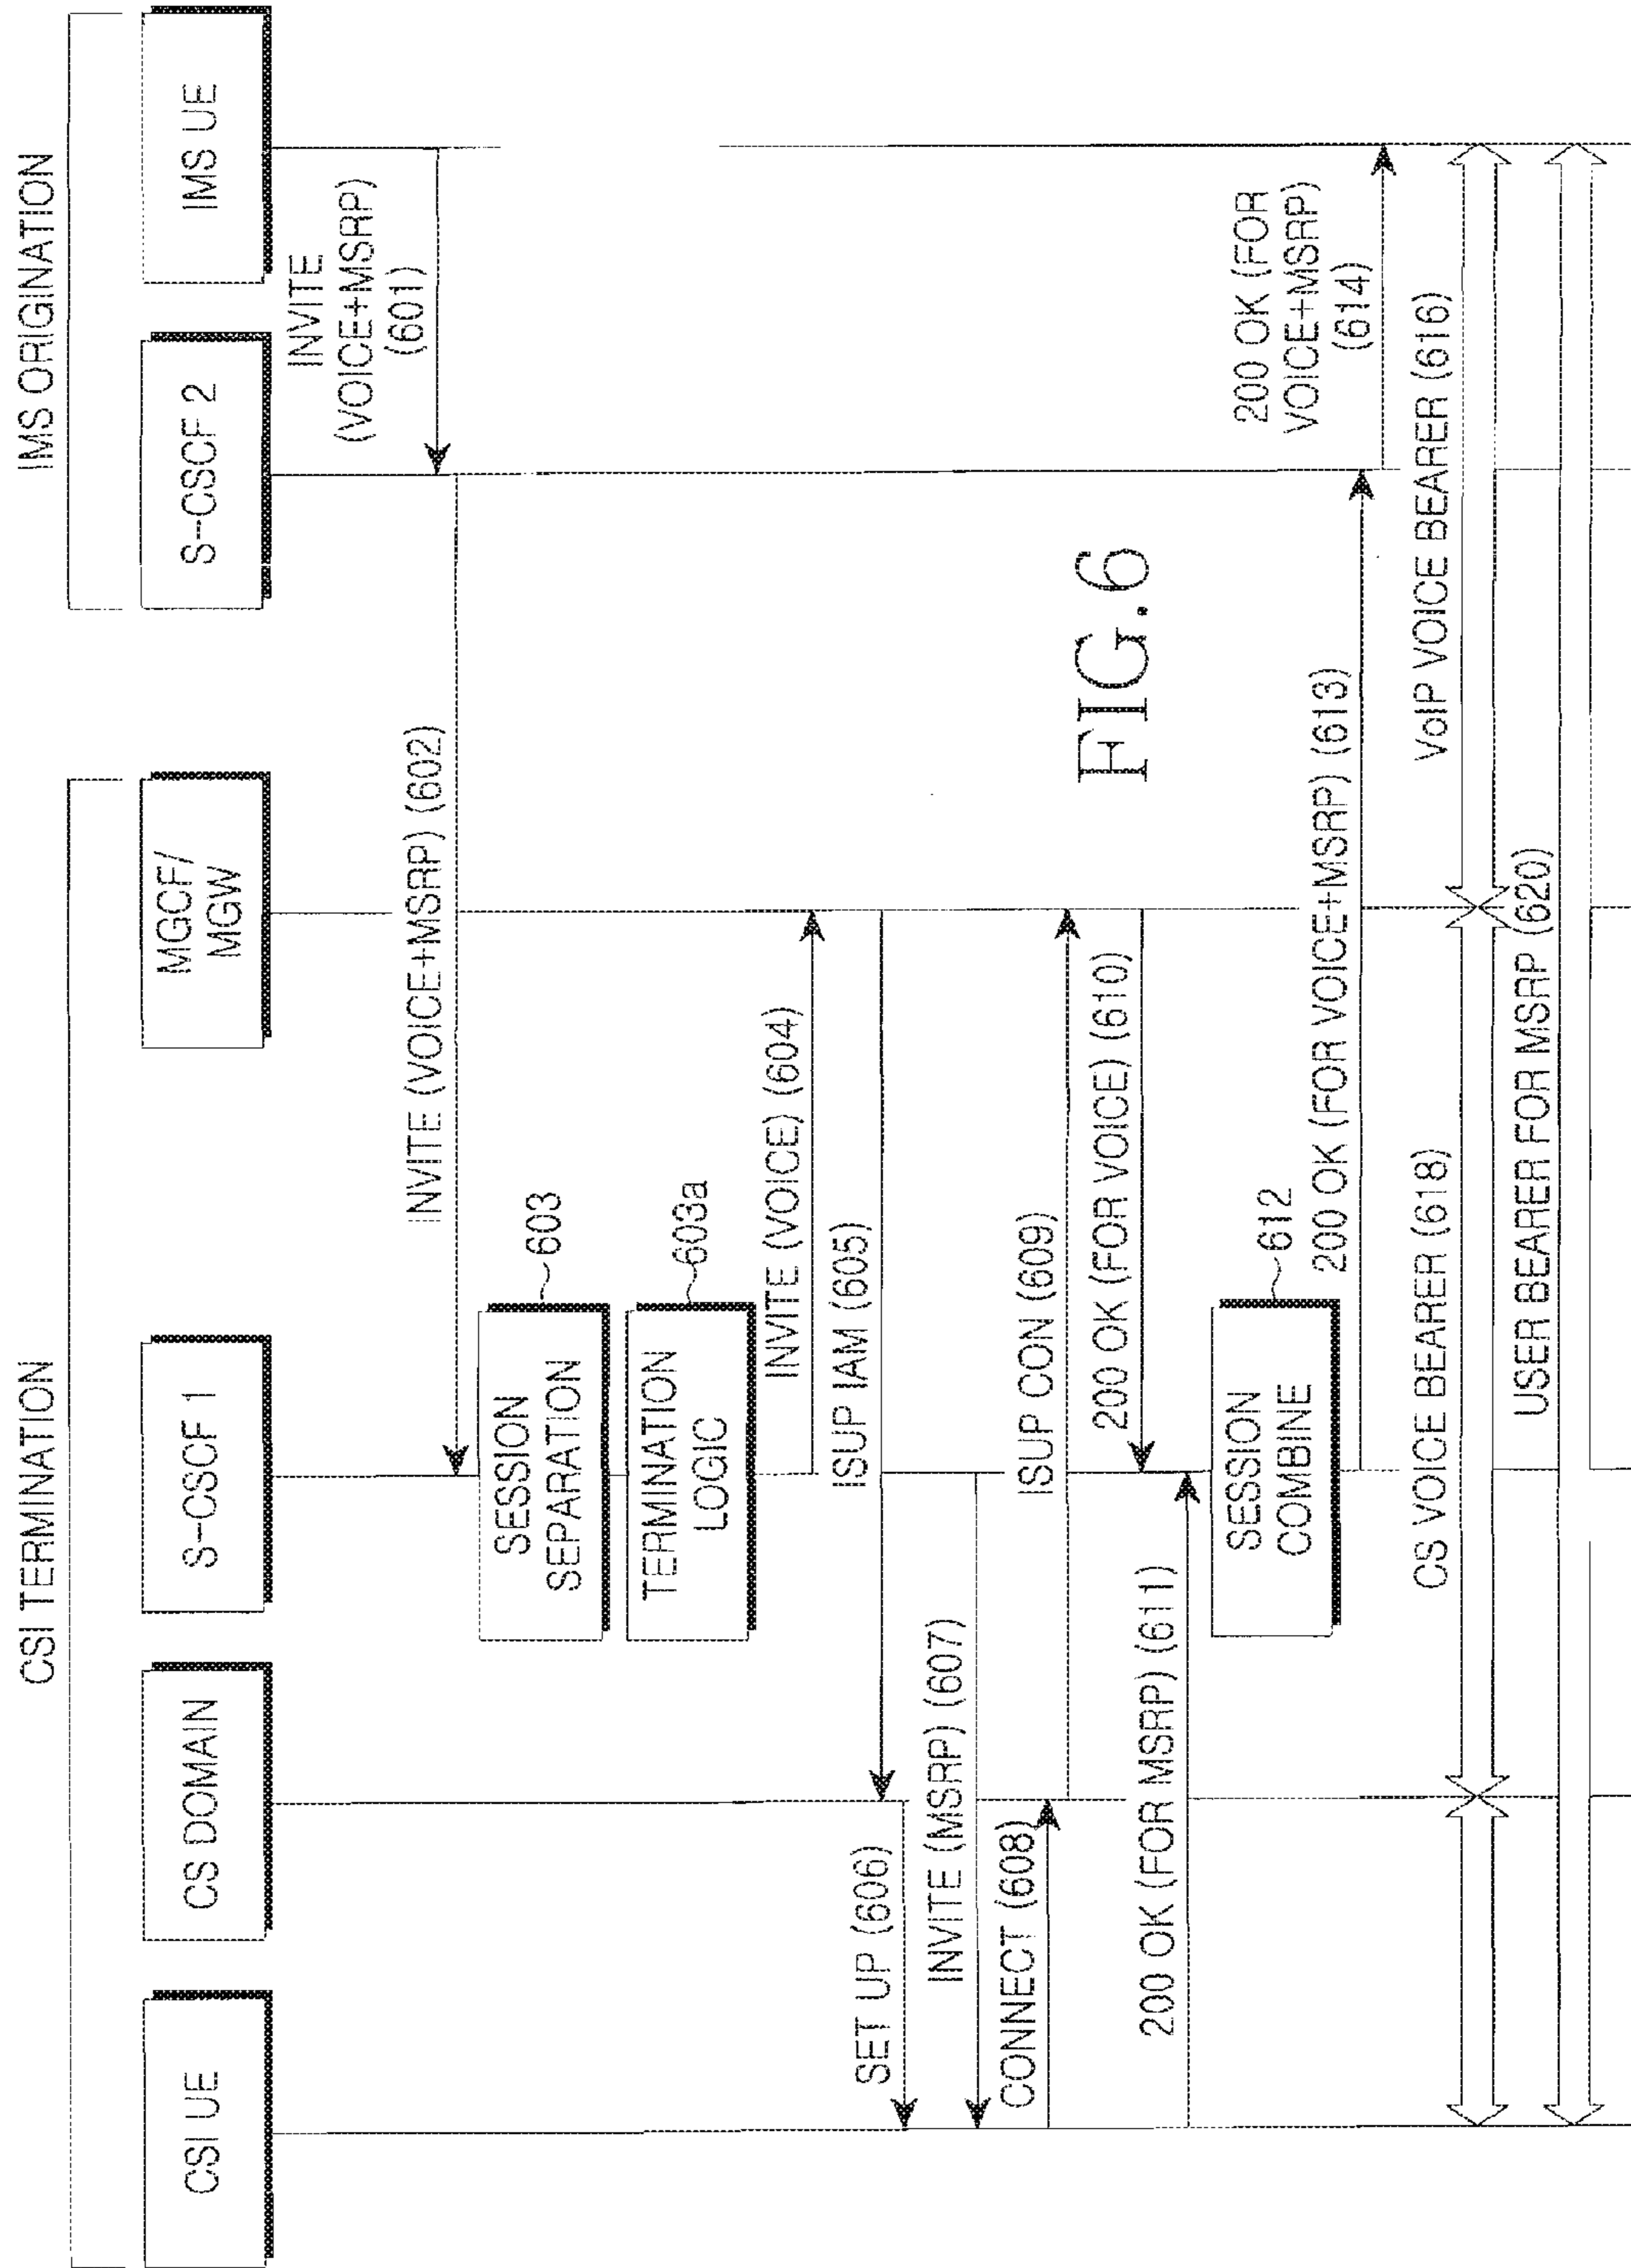 CSI TERMINATION
IMS ORIGINATION
CSI UE
CS DOMAIN
S-CSCF 1
MGCF/
MGW
S-CSCF 2
IMS UE
INVITE
(VOICE+MSRP)
(601)
INVITE (VOICE+MSRP) (602)
SESSION
SEPARATION
603
TERMINATION
LOGIC
603a
INVITE (VOICE) (604)
ISUP IAM (605)
SET UP (606)
INVITE (MSRP) (607)
CONNECT (608)
ISUP CON (609)
200 OK (FOR VOICE) (610)
200 OK (FOR MSRP) (611)
SESSION
COMBINE
612
200 OK (FOR VOICE+MSRP) (613)
200 OK (FOR
VOICE+MSRP)
(614)
CS VOICE BEARER (618)
VoIP VOICE BEARER (616)
USER BEARER FOR MSRP (620)
FIG.6